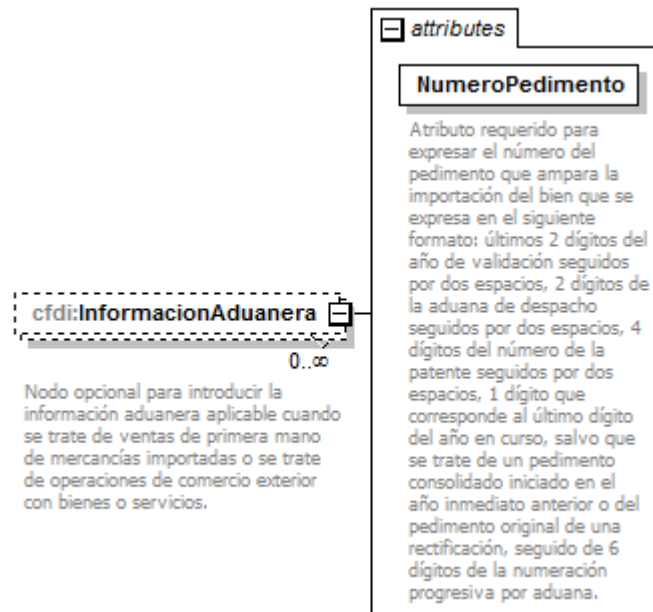 attributes
NumeroPedimento
Atributo requerido para
expresar el número del
pedimento que ampara la
importación del bien que se
expresa en el siguiente
formato: últimos 2 dígitos del
año de validación seguidos
por dos espacios, 2 dígitos de
la aduana de despacho
seguidos por dos espacios, 4
dígitos del número de la
patente seguidos por dos
espacios, 1 dígito que
corresponde al último dígito
del año en curso, salvo que
se trate de un pedimento
consolidado iniciado en el
año inmediato anterior o del
pedimento original de una
rectificación, seguido de 6
dígitos de la numeración
progresiva por aduana.
cfdi:InformacionAduanera
0..∞
Nodo opcional para introducir la
información aduanera aplicable cuando
se trate de ventas de primera mano
de mercancías importadas o se trate
de operaciones de comercio exterior
con bienes o servicios.